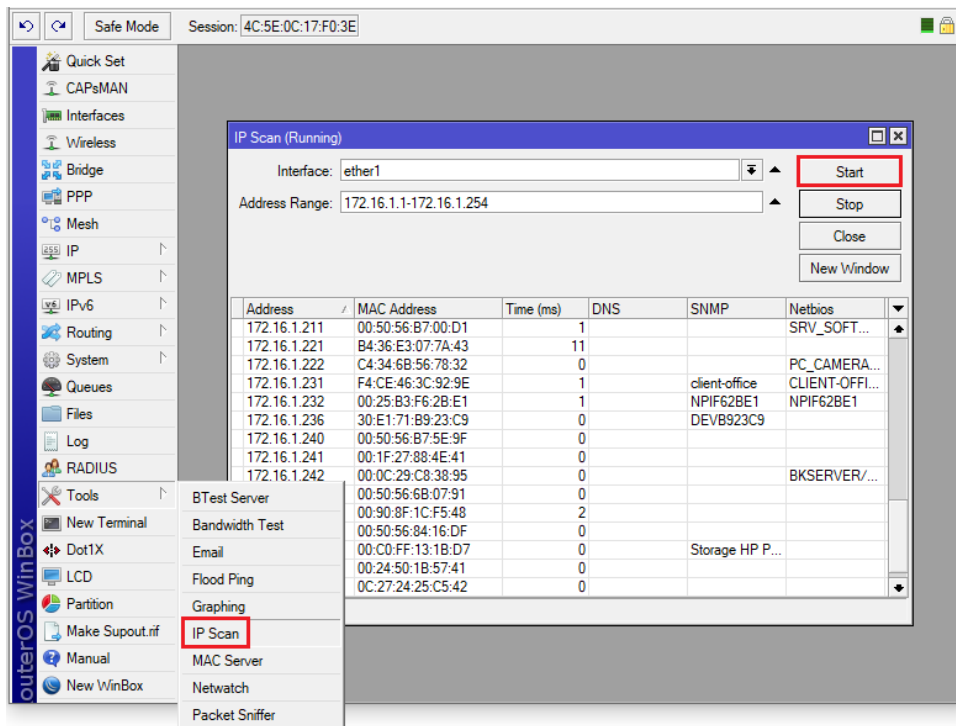 Safe Mode Session: 4C:5E:0C:17:F0:3E
Quick Set
CAPsMAN
Interfaces
Wireless
Bridge
PPP
Mesh
IP
MPLS
IPv6
Routing
System
Queues
Files
Log
RADIUS
Tools
New Terminal
Dot1X
LCD
Partition
Make Supout.rif
Manual
New WinBox
outerOS WinBox
IP Scan (Running)
Interface: ether1
Address Range: 172.16.1.1-172.16.1.254
Start
Stop
Close
New Window
Address MAC Address Time (ms) DNS SNMP Netbios
172.16.1.211 00:50:56:B7:00:D1 1 SRV_SOFT...
172.16.1.221 B4:36:E3:07:7A:43 11
172.16.1.222 C4:34:6B:56:78:32 0 PC_CAMERA...
172.16.1.231 F4:CE:46:3C:92:9E 1 client-office CLIENT-OFFI...
172.16.1.232 00:25:B3:F6:2B:E1 1 NPIF62BE1 NPIF62BE1
172.16.1.236 30:E1:71:B9:23:C9 0 DEVB923C9
172.16.1.240 00:50:56:B7:5E:9F 0
172.16.1.241 00:1F:27:88:4E:41 0
172.16.1.242 00:0C:29:C8:38:95 0 BKSERVER/...
00:50:56:6B:07:91 0
00:90:8F:1C:F5:48 2
00:50:56:84:16:DF 0
00:C0:FF:13:1B:D7 0 Storage HP P...
00:24:50:1B:57:41 0
0C:27:24:25:C5:42 0
BTest Server
Bandwidth Test
Email
Flood Ping
Graphing
IP Scan
MAC Server
Netwatch
Packet Sniffer